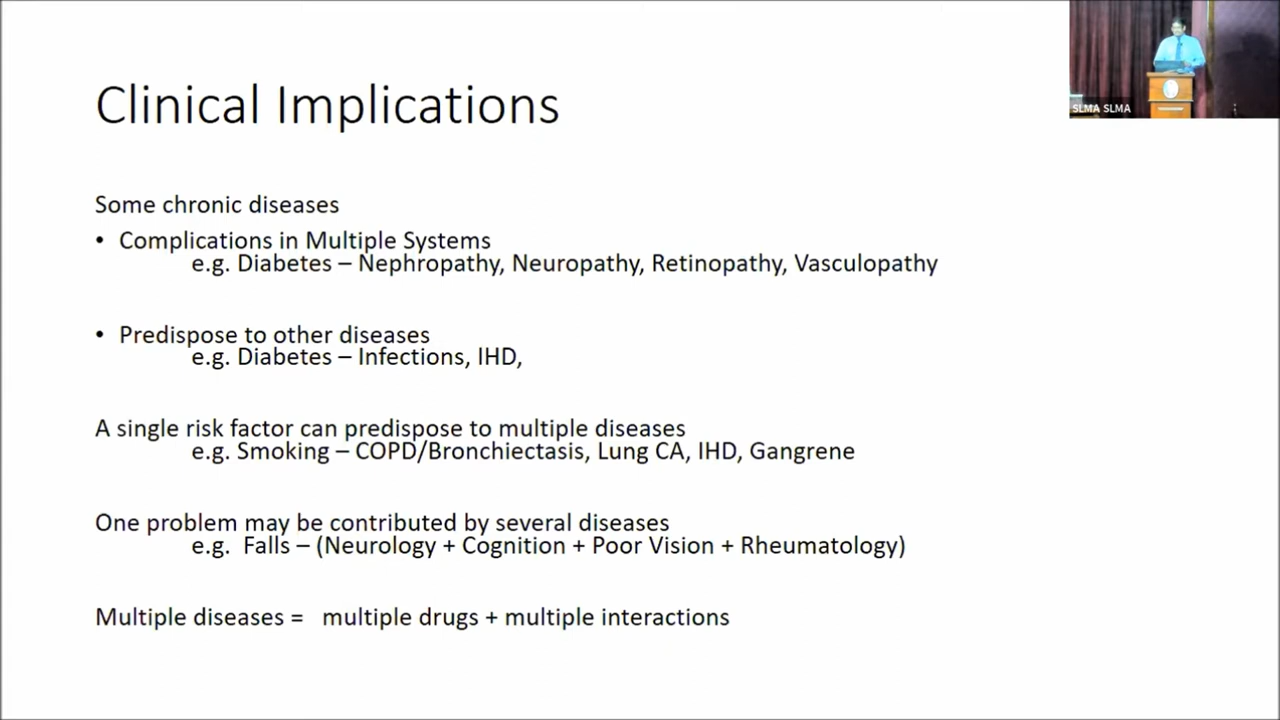 Clinical Implications
SLMA SLMA
Some chronic diseases
• Complications in Multiple Systems
e.g. Diabetes – Nephropathy, Neuropathy, Retinopathy, Vasculopathy
• Predispose to other diseases
e.g. Diabetes – Infections, IHD,
A single risk factor can predispose to multiple diseases
e.g. Smoking – COPD/Bronchiectasis, Lung CA, IHD, Gangrene
One problem may be contributed by several diseases
e.g. Falls – (Neurology + Cognition + Poor Vision + Rheumatology)
Multiple diseases = multiple drugs + multiple interactions